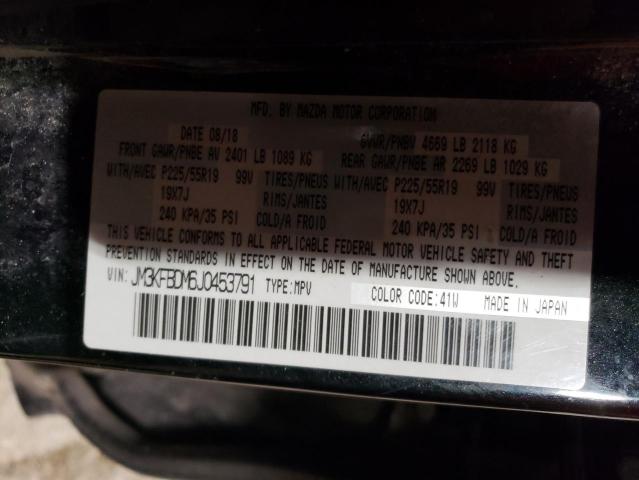 MFD. BY MAZDA MOTOR CORPORATION
DATE 08/18 GVWR/PNBV 4669 LB 2118 KG
FRONT GAWR/PNBE AV 2401 LB 1089 KG REAR GAWR/PNBE AR 2269 LB 1029 KG
WITH/AVEC P225/55R19 99V TIRES/PNEUS WITH/AVEC P225/55R19 99V TIRES/PNEUS
19X7J RIMS/JANTES 19X7J RIMS/JANTES
240 KPA/35 PSI COLD/A FROID 240 KPA/35 PSI COLD/A FROID
THIS VEHICLE CONFORMS TO ALL APPLICABLE FEDERAL MOTOR VEHICLE SAFETY AND THEFT
PREVENTION STANDARDS IN EFFECT ON THE DATE OF MANUFACTURE SHOWN ABOVE.
VIN: JM3KFBDM6J0453791 TYPE:MPV COLOR CODE:41W MADE IN JAPAN